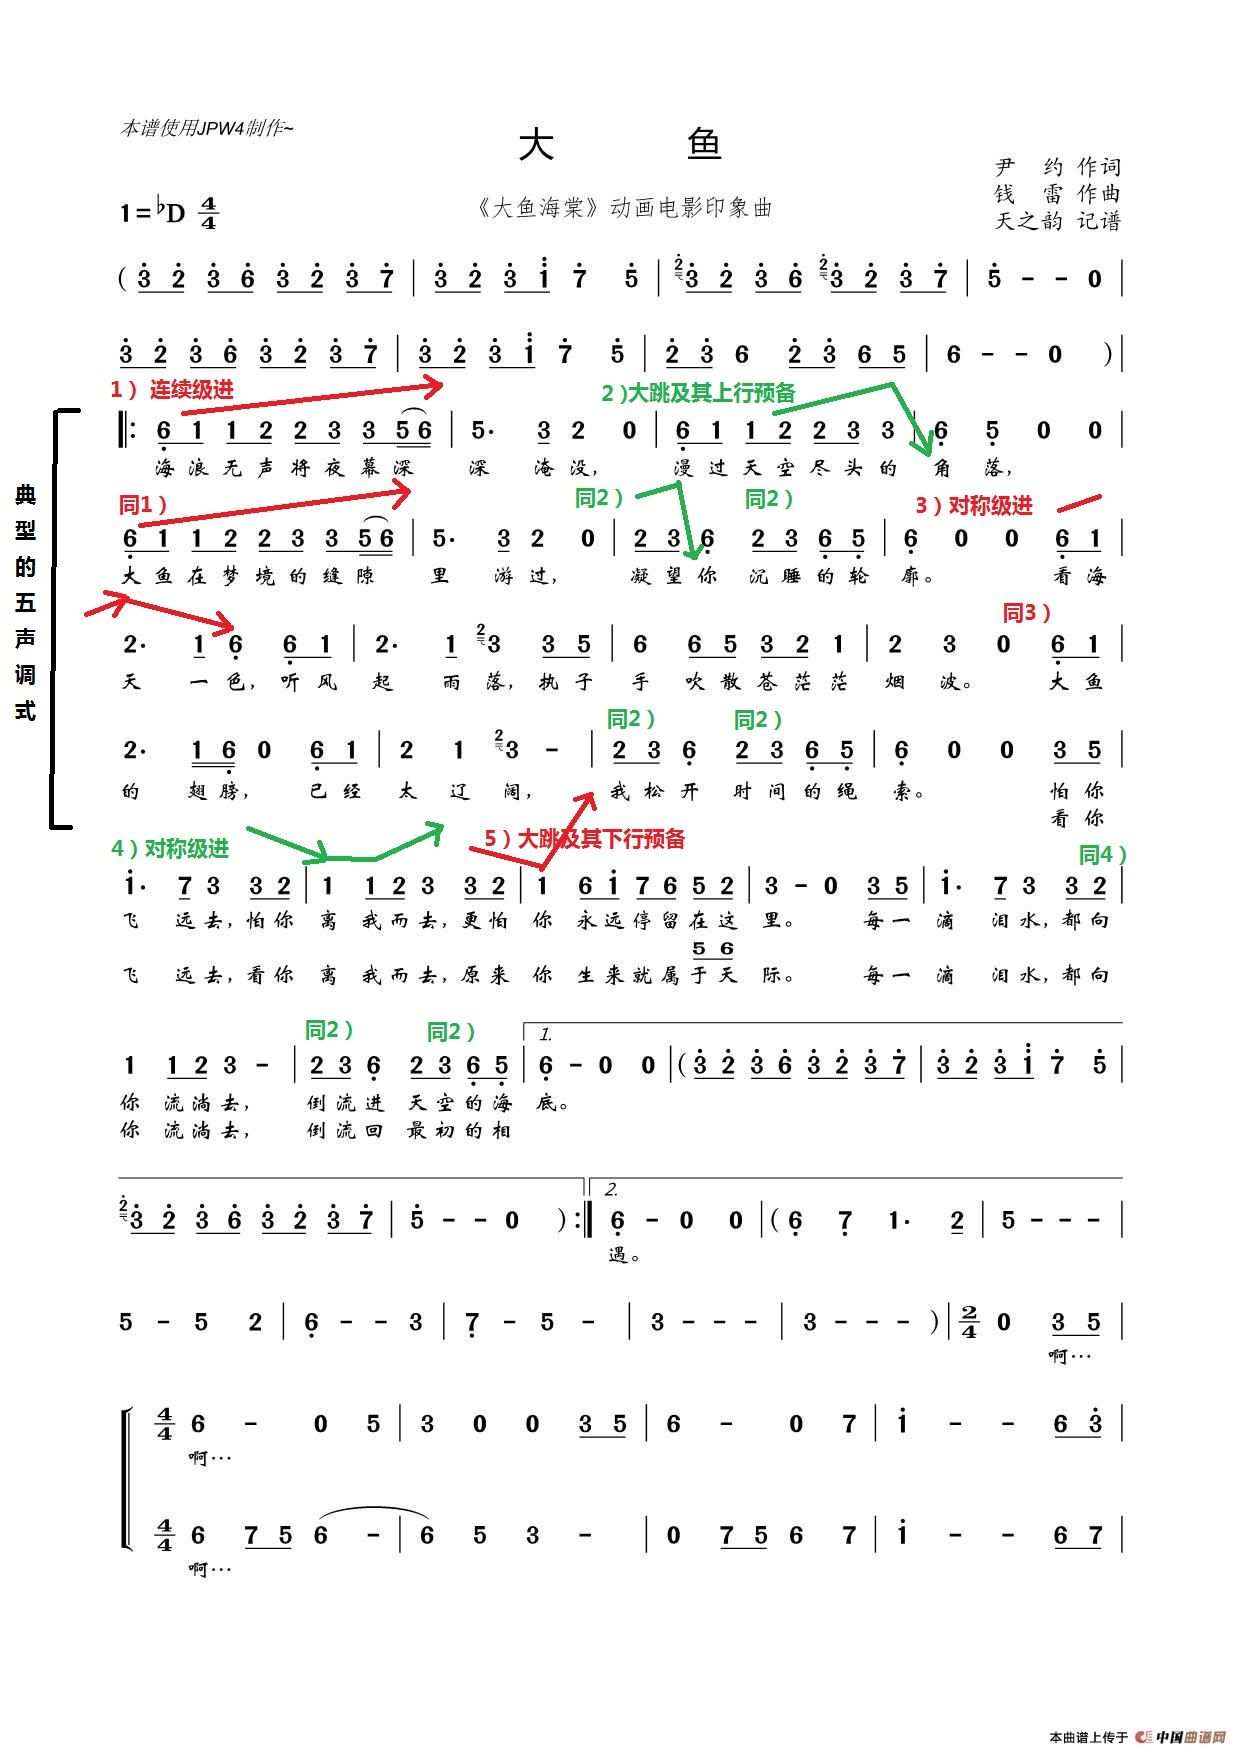 本谱使用JPW4制作~
大 鱼
尹 约 作词
1=♭D 4/4
《大鱼海棠》动画电影印象曲
钱 雷 作曲
天之韵 记谱
( 3 2 3 6 3 2 3 7 | 3 2 3 1 7 5 | 2 3 2 3 6 2 3 2 3 7 | 5 - - 0 |
3 2 3 6 3 2 3 7 | 3 2 3 1 7 5 | 2 3 6 2 3 6 5 | 6 - - 0 ) |
1) 连续级进 2)大跳及其上行预备
典型的五声调式
6 1 1 2 2 3 3 5 6 | 5· 3 2 0 | 6 1 1 2 2 3 3 | 6 5 0 0
海浪无声将夜幕深 深 淹没, 漫过天空尽头的 角 落,
同1) 同2) 同2) 3)对称级进
6 1 1 2 2 3 3 5 6 | 5· 3 2 0 | 2 3 6 2 3 6 5 | 6 0 0 6 1 |
大鱼在梦境的缝隙 里 游过, 凝望你 沉睡的轮 廓。 看海
同3)
2· 1 6 6 1 | 2· 1 2 3 3 5 | 6 6 5 3 2 1 | 2 3 0 6 1 |
天 一色, 听风 起 雨落, 执子 手 吹散苍茫茫 烟 波。 大鱼
同2) 同2)
2· 1 6 0 6 1 | 2 1 2 3 - | 2 3 6 2 3 6 5 | 6 0 0 3 5 |
的 翅膀, 已经 太 辽 阔, 我松开 时间的绳 索。 怕你
看你
4)对称级进 5)大跳及其下行预备 同4)
1· 7 3 3 2 | 1 1 2 3 3 2 | 1 6 1 7 6 5 2 | 3 - 0 3 5 | 1· 7 3 3 2 |
飞 远去, 怕你 离 我而去, 更怕 你 永远停留在这 里。 每一 滴 泪水, 都向
5 6
飞 远去, 看你 离 我而去, 原来 你 生来就属于天 际。 每一 滴 泪水, 都向
同2) 同2) 1.
1 1 2 3 - | 2 3 6 2 3 6 5 | 6 - 0 0 | ( 3 2 3 6 3 2 3 7 | 3 2 3 1 7 5 |
你 流淌去, 倒流进 天空的海 底。
你 流淌去, 倒流回 最初的相
2.
2 3 2 3 6 3 2 3 7 | 5 - - 0 ) :| 6 - 0 0 | ( 6 7 1· 2 | 5 - - - |
遇。
5 - 5 2 | 6 - - 3 | 7 - 5 - | 3 - - - | 3 - - - ) | 2/4 0 3 5 |
啊…
4/4 6 - 0 5 | 3 0 0 3 5 | 6 - 0 7 | 1 - - 6 3 |
啊…
4/4 6 7 5 6 - | 6 5 3 - | 0 7 5 6 7 | 1 - - 6 7 |
啊…
本曲谱上传于 中国曲谱网